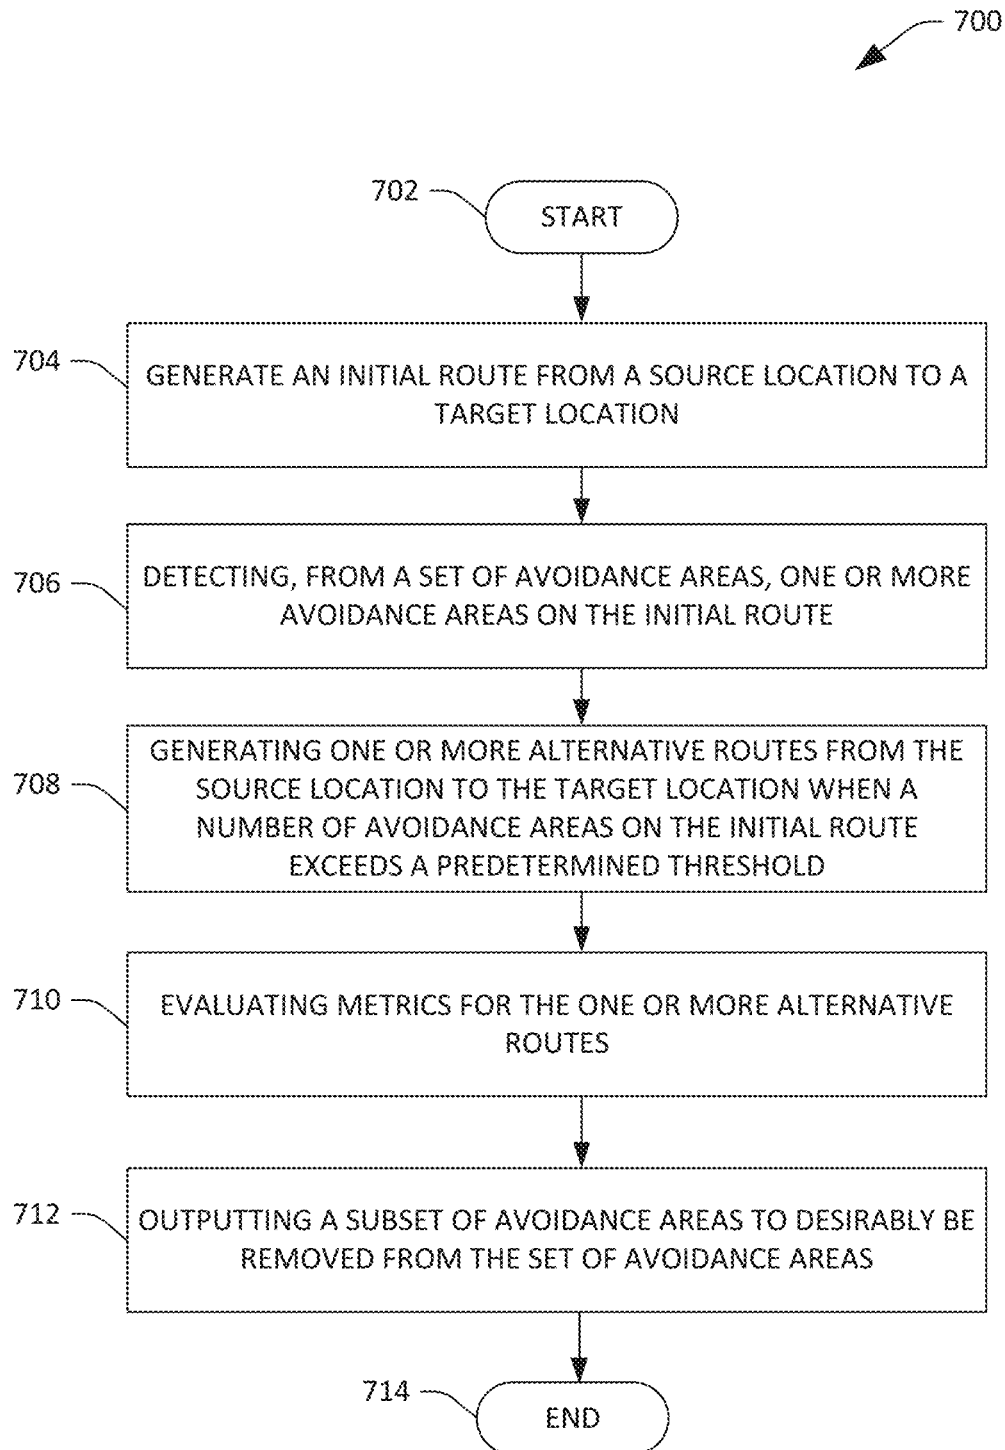 700
702
START
704
GENERATE AN INITIAL ROUTE FROM A SOURCE LOCATION TO A
TARGET LOCATION
706
DETECTING, FROM A SET OF AVOIDANCE AREAS, ONE OR MORE
AVOIDANCE AREAS ON THE INITIAL ROUTE
708
GENERATING ONE OR MORE ALTERNATIVE ROUTES FROM THE
SOURCE LOCATION TO THE TARGET LOCATION WHEN A
NUMBER OF AVOIDANCE AREAS ON THE INITIAL ROUTE
EXCEEDS A PREDETERMINED THRESHOLD
710
EVALUATING METRICS FOR THE ONE OR MORE ALTERNATIVE
ROUTES
712
OUTPUTTING A SUBSET OF AVOIDANCE AREAS TO DESIRABLY BE
REMOVED FROM THE SET OF AVOIDANCE AREAS
714
END